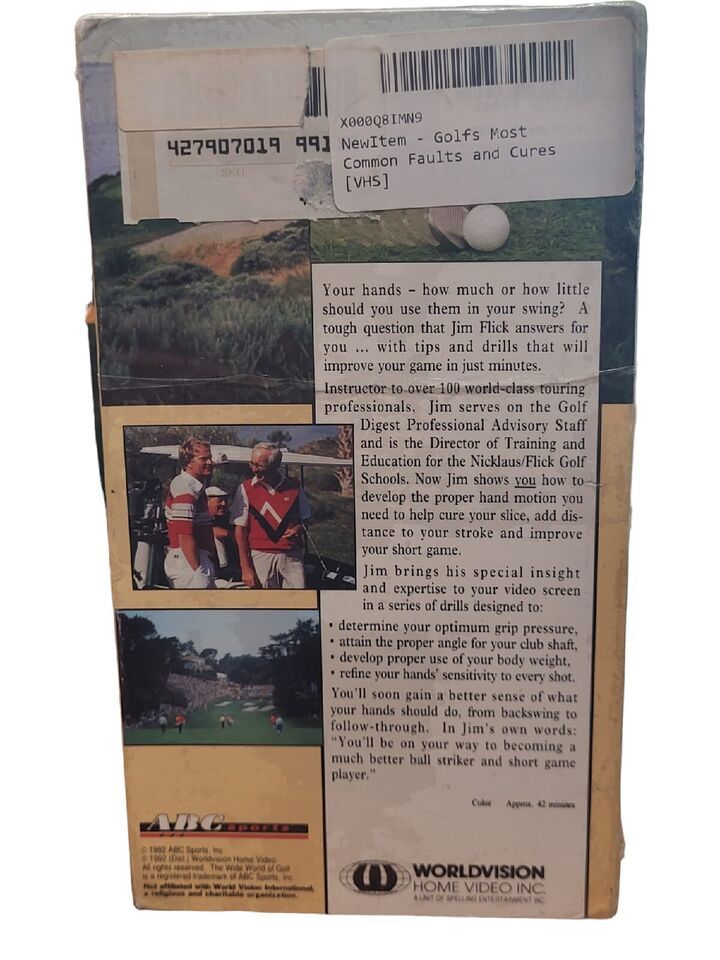 X000Q8IMN9
NewItem - Golfs Most
Common Faults and Cures
[VHS]
427907019 991
SKU
Your hands – how much or how little
should you use them in your swing? A
tough question that Jim Flick answers for
you ... with tips and drills that will
improve your game in just minutes.
Instructor to over 100 world-class touring
professionals, Jim serves on the Golf
Digest Professional Advisory Staff
and is the Director of Training and
Education for the Nicklaus/Flick Golf
Schools. Now Jim shows you how to
develop the proper hand motion you
need to help cure your slice, add dis-
tance to your stroke and improve
your short game.
Jim brings his special insight
and expertise to your video screen
in a series of drills designed to:
• determine your optimum grip pressure,
• attain the proper angle for your club shaft,
• develop proper use of your body weight,
• refine your hands' sensitivity to every shot.
You'll soon gain a better sense of what
your hands should do, from backswing to
follow-through. In Jim's own words:
"You'll be on your way to becoming a
much better ball striker and short game
player."
Color Approx. 42 minutes
ABC sports
© 1992 ABC Sports, Inc.
© 1992 (Dist.) Worldvision Home Video
All rights reserved. The Wide World of Golf
is a registered trademark of ABC Sports, Inc.
Not affiliated with World Vision International,
a religious and charitable organization.
WORLDVISION
HOME VIDEO INC.
A UNIT OF SPELLING ENTERTAINMENT INC.